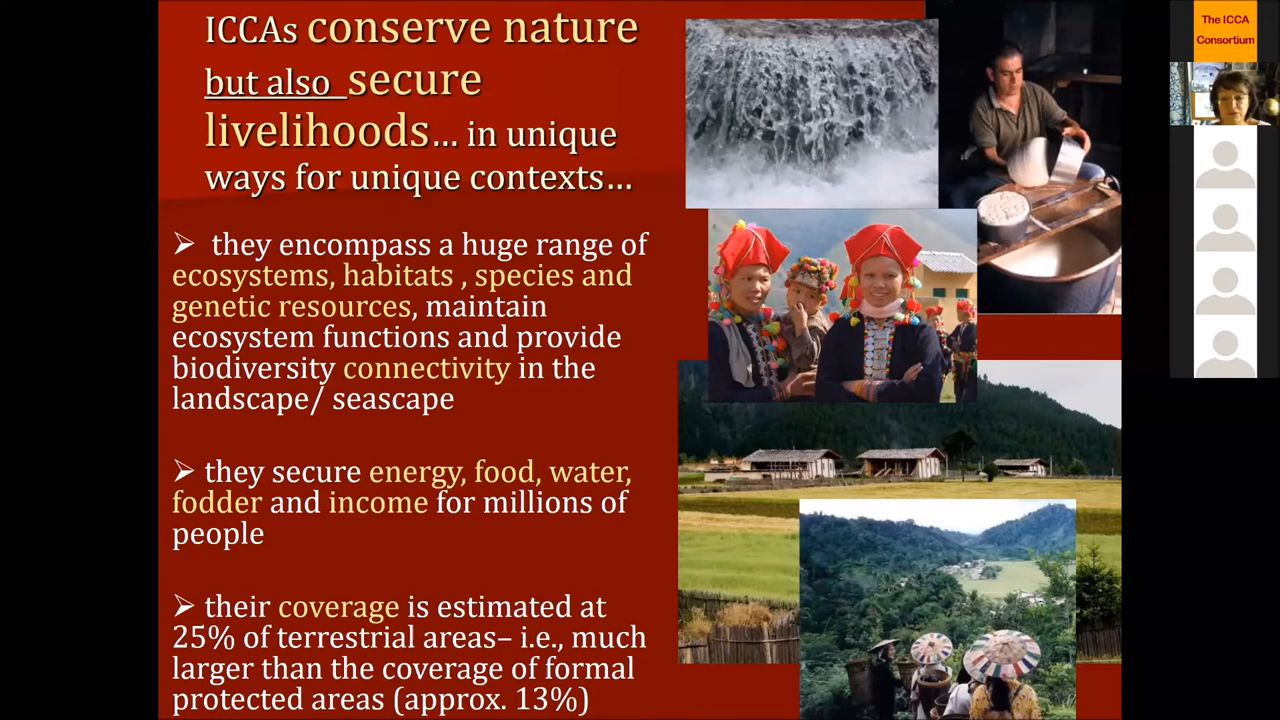 ICCAs conserve nature
but also secure
livelihoods... in unique
ways for unique contexts...
➢ they encompass a huge range of
ecosystems, habitats , species and
genetic resources, maintain
ecosystem functions and provide
biodiversity connectivity in the
landscape/ seascape
➢ they secure energy, food, water,
fodder and income for millions of
people
➢ their coverage is estimated at
25% of terrestrial areas– i.e., much
larger than the coverage of formal
protected areas (approx. 13%)
The ICCA
Consortium